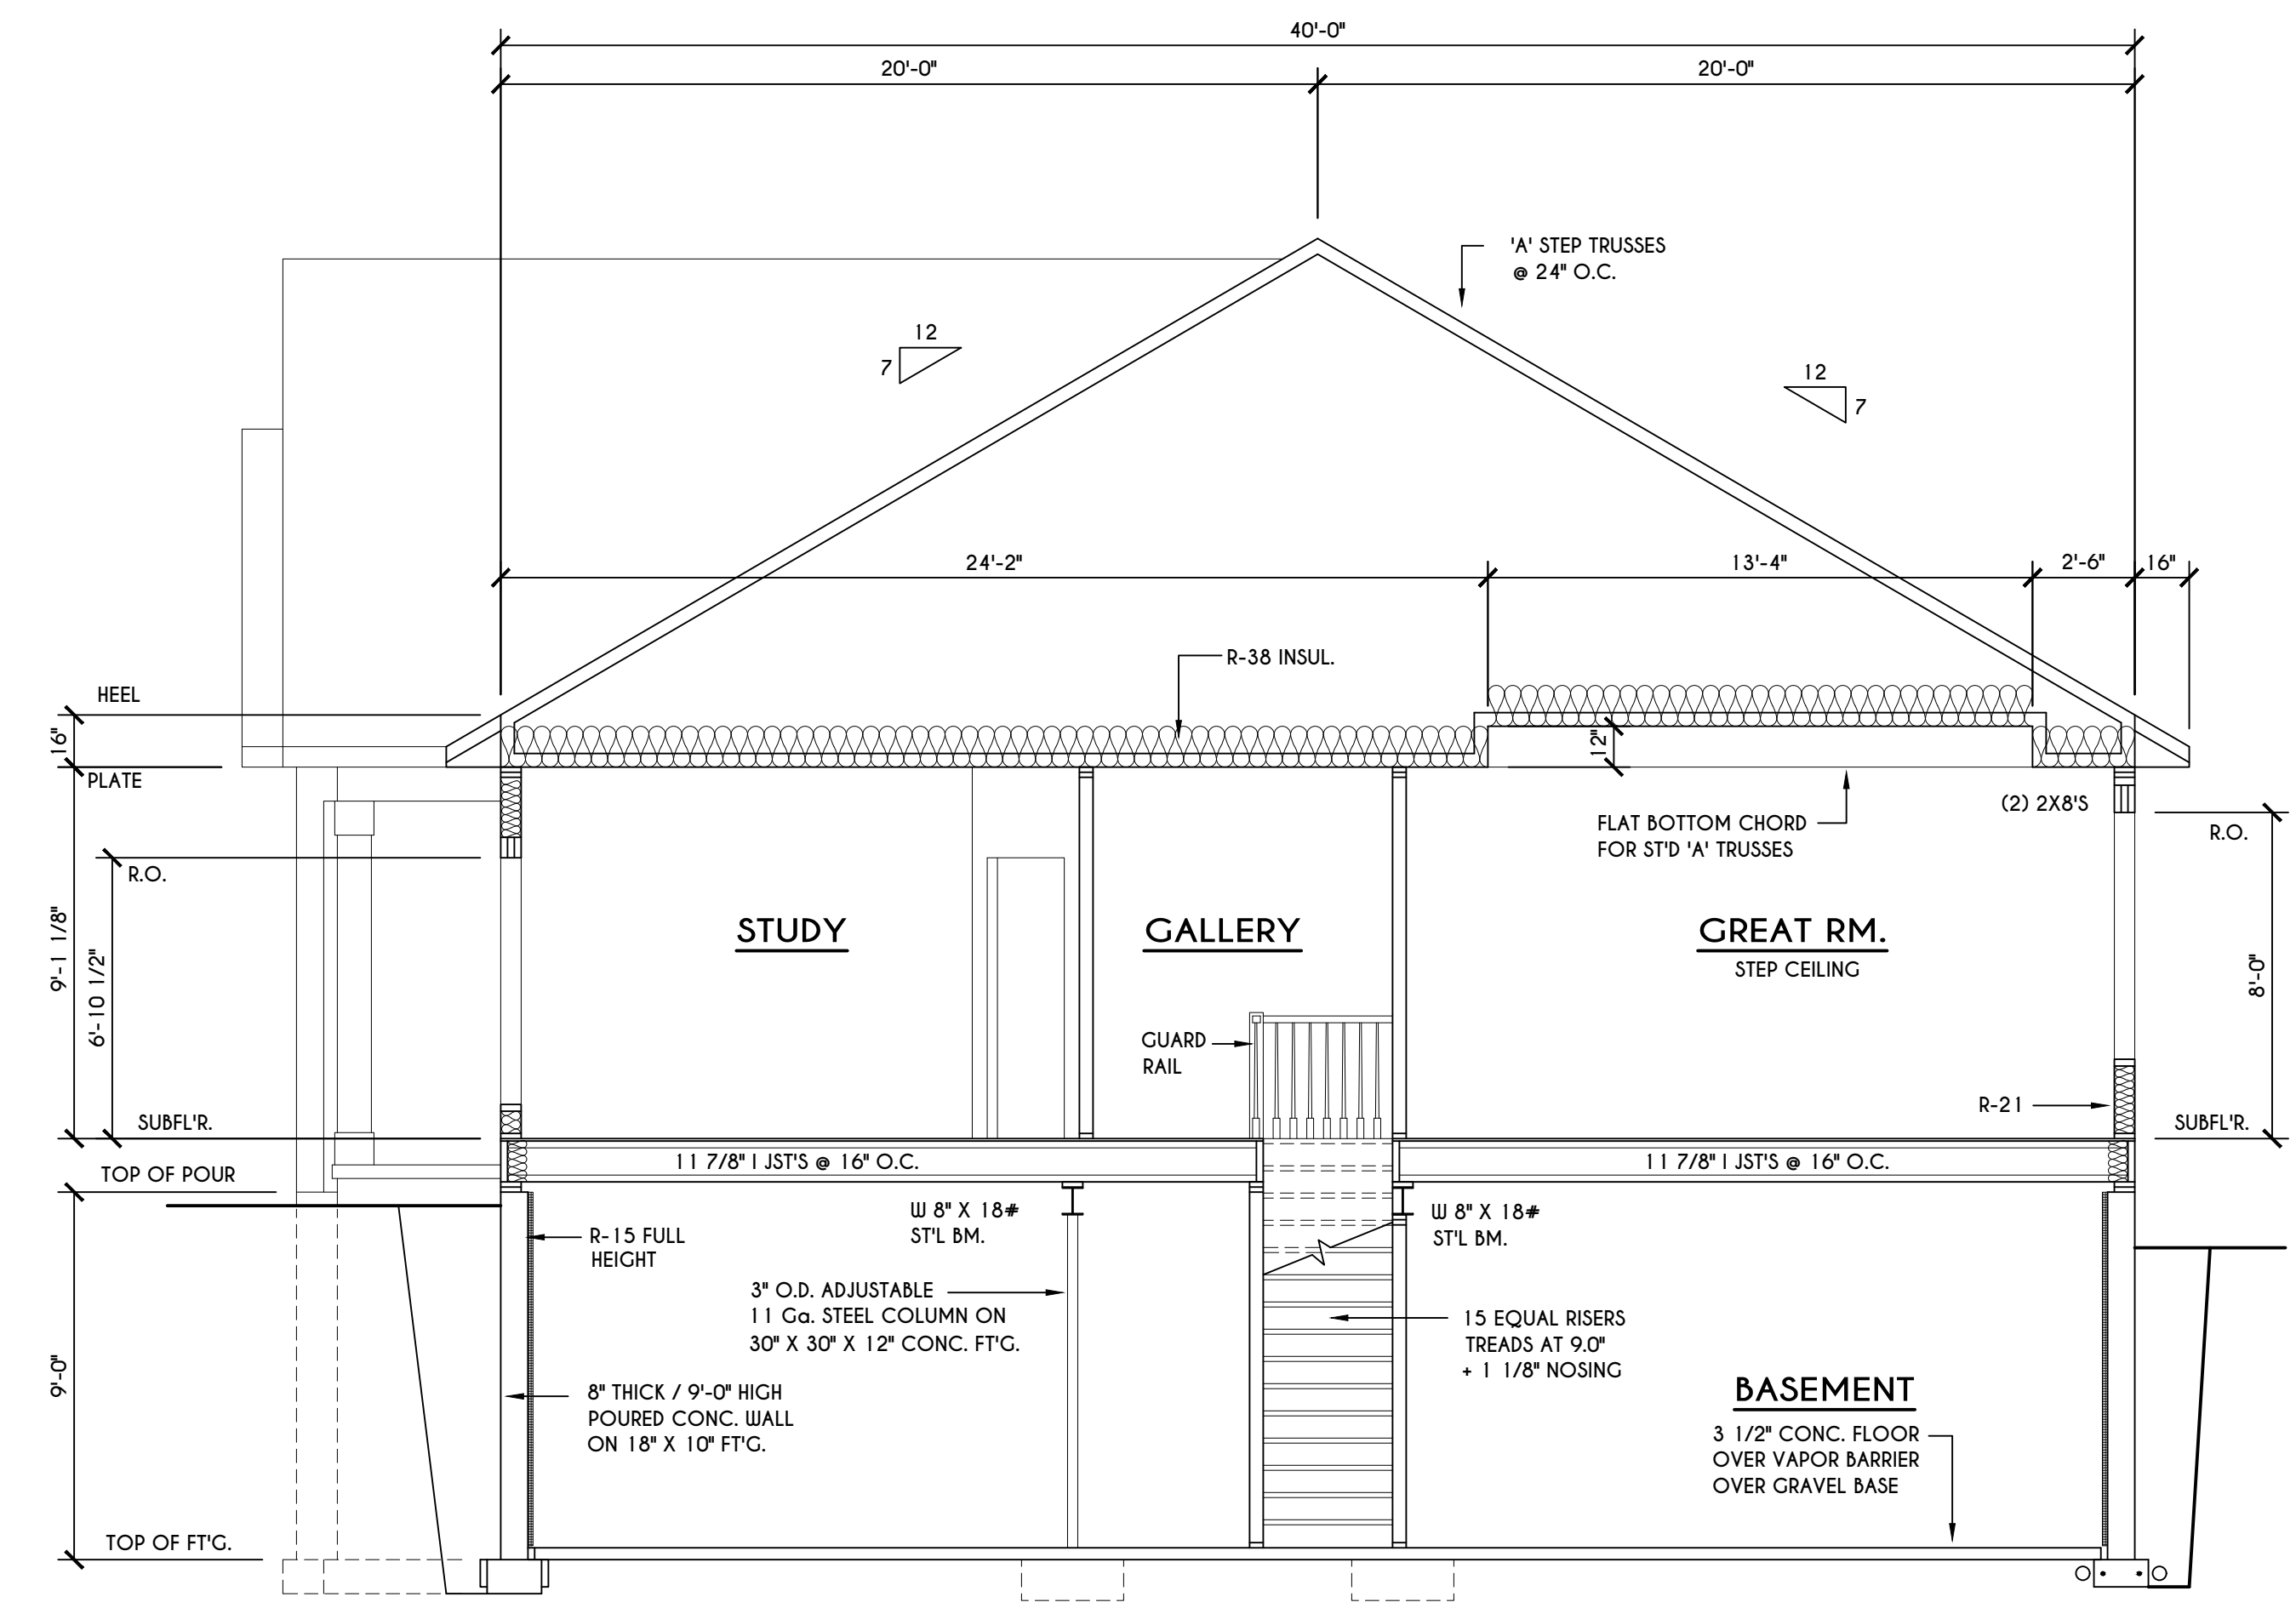 40'-0"
20'-0"
20'-0"
'A' STEP TRUSSES
@ 24" O.C.
12
7
12
7
24'-2"
13'-4"
2'-6"
16"
R-38 INSUL.
HEEL
16"
PLATE
12"
(2) 2X8'S
FLAT BOTTOM CHORD
FOR ST'D 'A' TRUSSES
R.O.
R.O.
9'-1 1/8"
6'-10 1/2"
STUDY
GALLERY
GREAT RM.
STEP CEILING
8'-0"
GUARD
RAIL
R-21
SUBFL'R.
SUBFL'R.
TOP OF POUR
11 7/8" I JST'S @ 16" O.C.
11 7/8" I JST'S @ 16" O.C.
W 8" X 18#
ST'L BM.
W 8" X 18#
ST'L BM.
R-15 FULL
HEIGHT
3" O.D. ADJUSTABLE
11 Ga. STEEL COLUMN ON
30" X 30" X 12" CONC. FT'G.
15 EQUAL RISERS
TREADS AT 9.0"
+ 1 1/8" NOSING
9'-0"
8" THICK / 9'-0" HIGH
POURED CONC. WALL
ON 18" X 10" FT'G.
BASEMENT
3 1/2" CONC. FLOOR
OVER VAPOR BARRIER
OVER GRAVEL BASE
TOP OF FT'G.